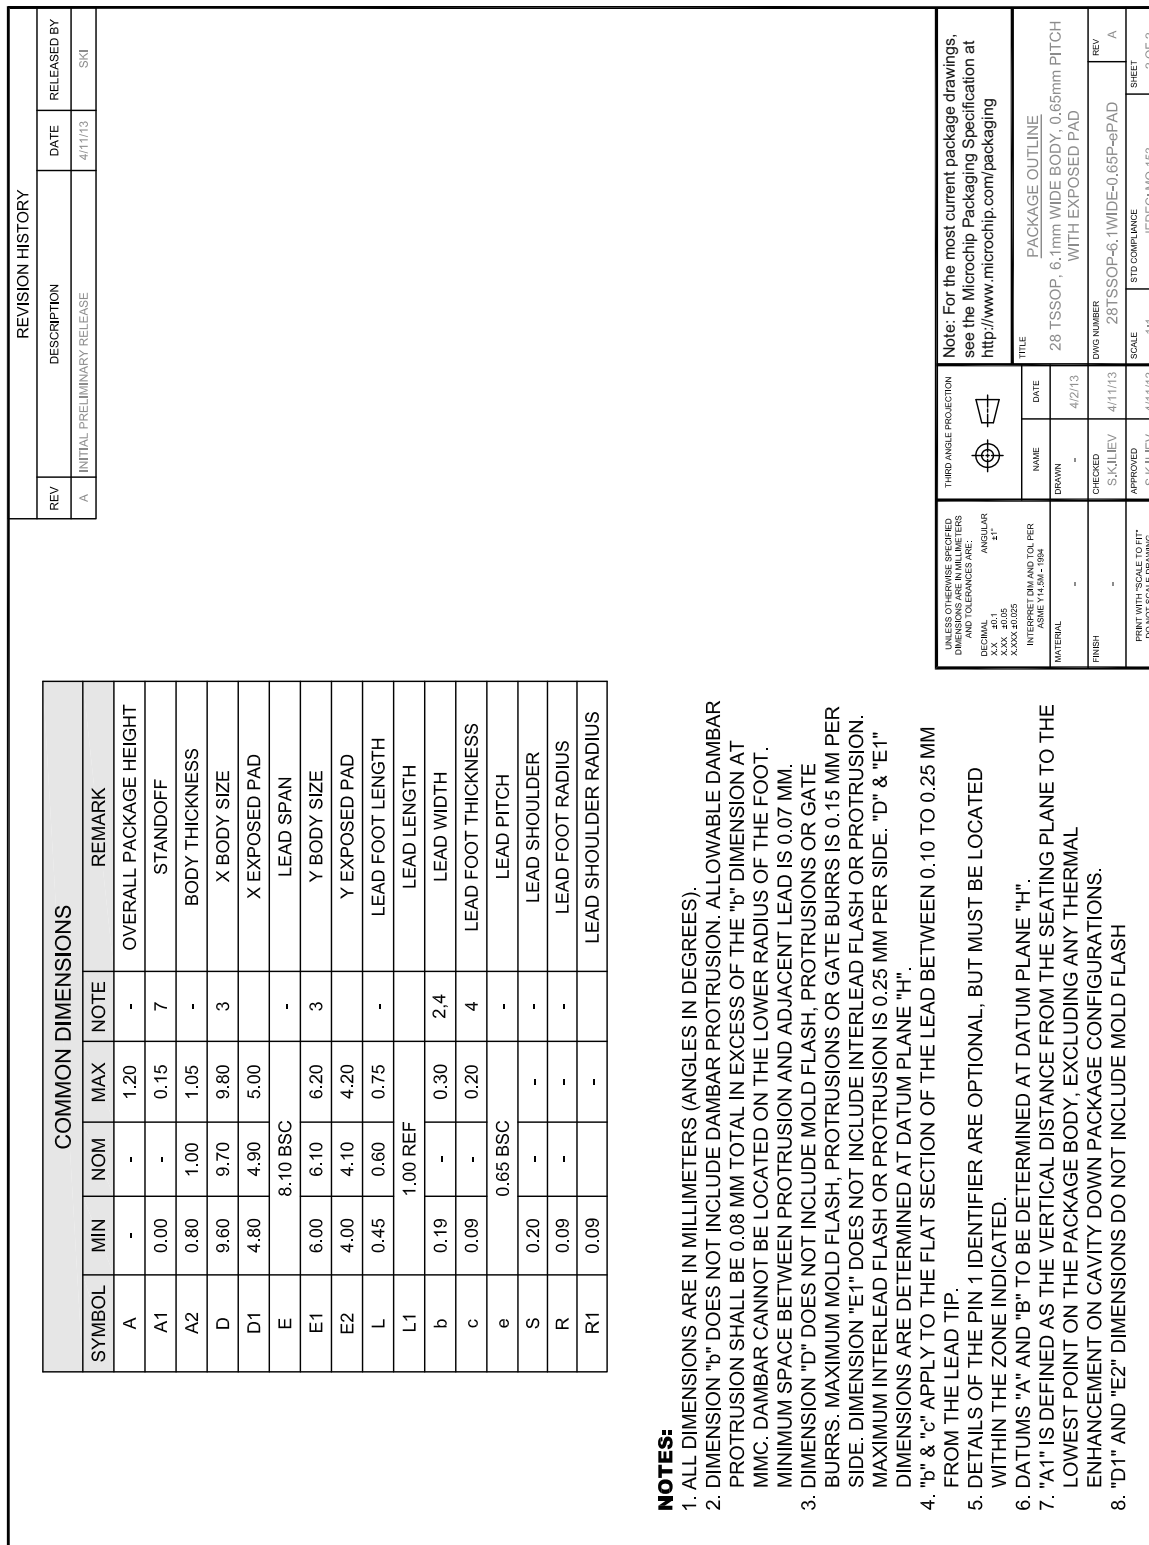 REVISION HISTORY
REV DESCRIPTION DATE RELEASED BY
A INITIAL PRELIMINARY RELEASE 4/11/13 SKI
COMMON DIMENSIONS
SYMBOL MIN NOM MAX NOTE REMARK
A - - 1.20 - OVERALL PACKAGE HEIGHT
A1 0.00 - 0.15 7 STANDOFF
A2 0.80 1.00 1.05 - BODY THICKNESS
D 9.60 9.70 9.80 3 X BODY SIZE
D1 4.80 4.90 5.00 X EXPOSED PAD
E 8.10 BSC - LEAD SPAN
E1 6.00 6.10 6.20 3 Y BODY SIZE
E2 4.00 4.10 4.20 Y EXPOSED PAD
L 0.45 0.60 0.75 - LEAD FOOT LENGTH
L1 1.00 REF LEAD LENGTH
b 0.19 - 0.30 2,4 LEAD WIDTH
c 0.09 - 0.20 4 LEAD FOOT THICKNESS
e 0.65 BSC - LEAD PITCH
S 0.20 - - - LEAD SHOULDER
R 0.09 - - - LEAD FOOT RADIUS
R1 0.09 - LEAD SHOULDER RADIUS
NOTES:
1. ALL DIMENSIONS ARE IN MILLIMETERS (ANGLES IN DEGREES).
2. DIMENSION "b" DOES NOT INCLUDE DAMBAR PROTRUSION. ALLOWABLE DAMBAR
PROTRUSION SHALL BE 0.08 MM TOTAL IN EXCESS OF THE "b" DIMENSION AT
MMC. DAMBAR CANNOT BE LOCATED ON THE LOWER RADIUS OF THE FOOT.
MINIMUM SPACE BETWEEN PROTRUSION AND ADJACENT LEAD IS 0.07 MM.
3. DIMENSION "D" DOES NOT INCLUDE MOLD FLASH, PROTRUSIONS OR GATE
BURRS. MAXIMUM MOLD FLASH, PROTRUSIONS OR GATE BURRS IS 0.15 MM PER
SIDE. DIMENSION "E1" DOES NOT INCLUDE INTERLEAD FLASH OR PROTRUSION.
MAXIMUM INTERLEAD FLASH OR PROTRUSION IS 0.25 MM PER SIDE. "D" & "E1"
DIMENSIONS ARE DETERMINED AT DATUM PLANE "H".
4. "b" & "c" APPLY TO THE FLAT SECTION OF THE LEAD BETWEEN 0.10 TO 0.25 MM
FROM THE LEAD TIP.
5. DETAILS OF THE PIN 1 IDENTIFIER ARE OPTIONAL, BUT MUST BE LOCATED
WITHIN THE ZONE INDICATED.
6. DATUMS "A" AND "B" TO BE DETERMINED AT DATUM PLANE "H".
7. "A1" IS DEFINED AS THE VERTICAL DISTANCE FROM THE SEATING PLANE TO THE
LOWEST POINT ON THE PACKAGE BODY, EXCLUDING ANY THERMAL
ENHANCEMENT ON CAVITY DOWN PACKAGE CONFIGURATIONS.
8. "D1" AND "E2" DIMENSIONS DO NOT INCLUDE MOLD FLASH
UNLESS OTHERWISE SPECIFIED
DIMENSIONS ARE IN MILLIMETERS
AND TOLERANCES ARE:
DECIMAL ANGULAR
X.X ±0.1 ±1°
X.XX ±0.05
X.XXX ±0.025
INTERPRET DIM AND TOL PER
ASME Y14.5M - 1994
MATERIAL
-
FINISH
-
PRINT WITH "SCALE TO FIT"
DO NOT SCALE DRAWING
THIRD ANGLE PROJECTION
NAME DATE
DRAWN
- 4/2/13
CHECKED
S.K.ILIEV 4/11/13
APPROVED
S.K.ILIEV 4/11/13
Note: For the most current package drawings,
see the Microchip Packaging Specification at
http://www.microchip.com/packaging
TITLE
PACKAGE OUTLINE
28 TSSOP, 6.1mm WIDE BODY, 0.65mm PITCH
WITH EXPOSED PAD
DWG NUMBER REV
28TSSOP-6.1WIDE-0.65P-ePAD A
SCALE STD COMPLIANCE SHEET